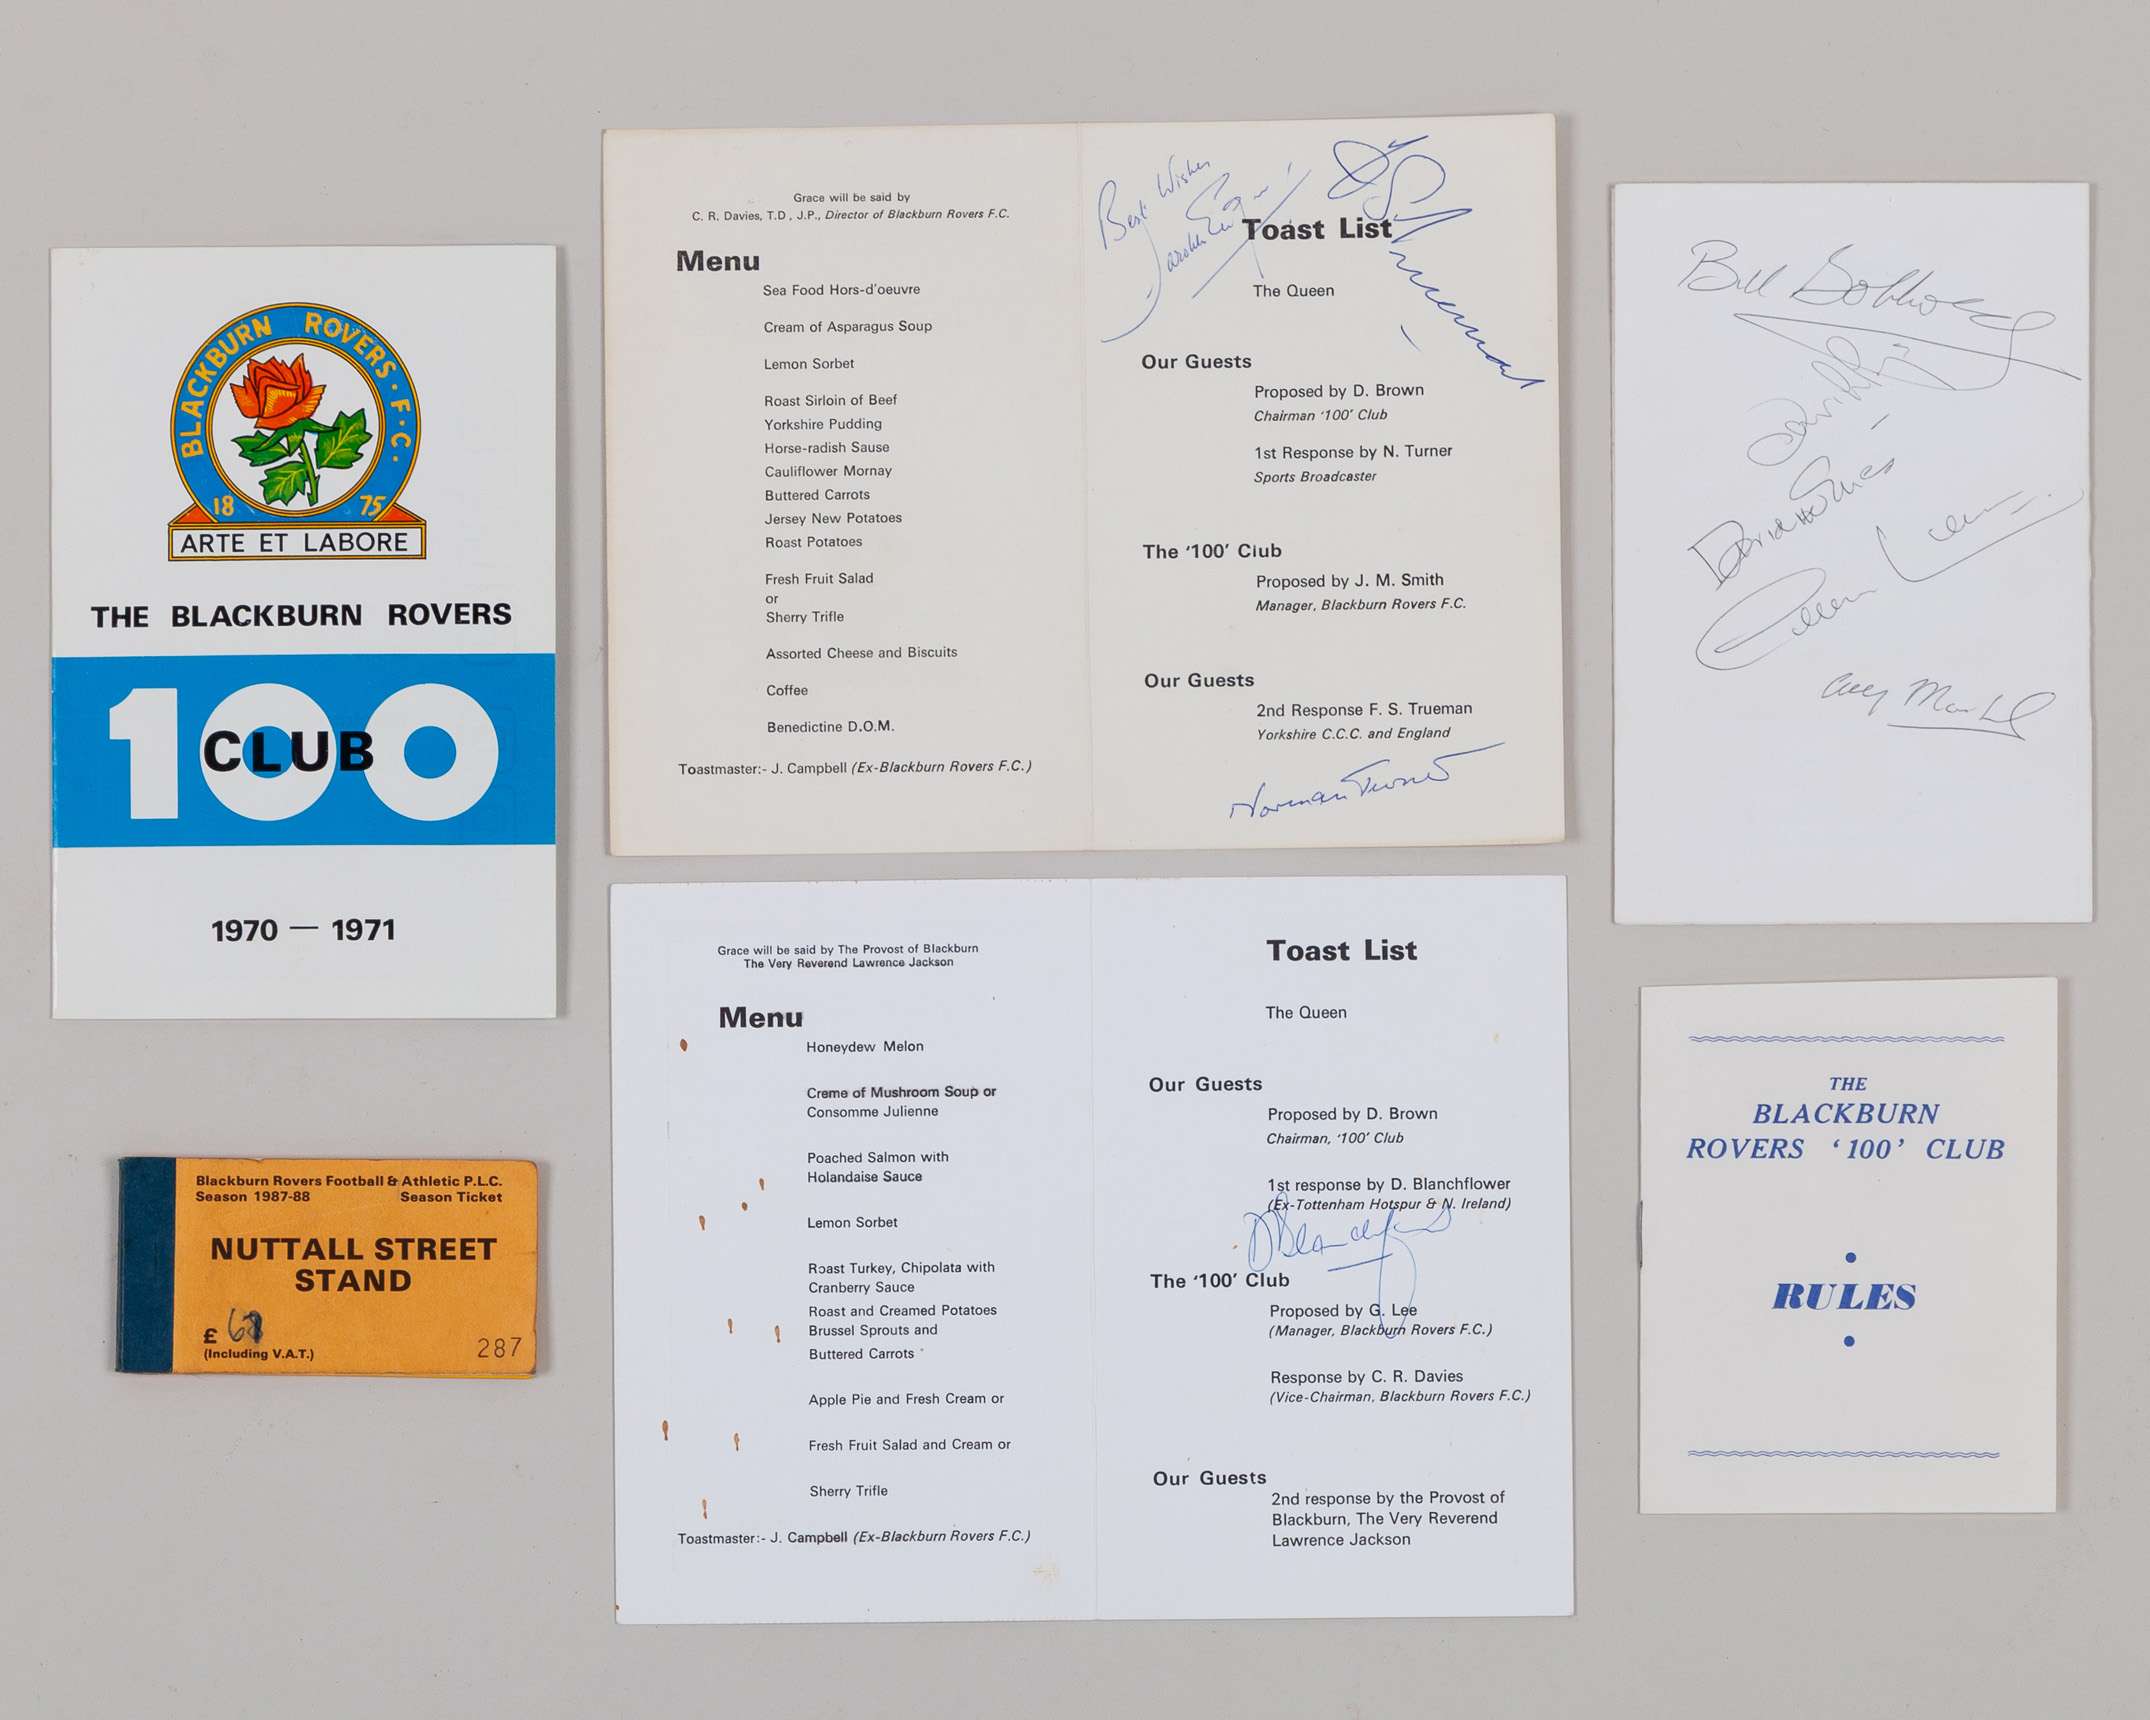 BLACKBURN ROVERS · F.C.
18 75
ARTE ET LABORE
THE BLACKBURN ROVERS
100
CLUB
1970 — 1971
Blackburn Rovers Football & Athletic P.L.C.
Season 1987-88 Season Ticket
NUTTALL STREET
STAND
£
(Including V.A.T.)
287
Grace will be said by
C. R. Davies, T.D., J.P., Director of Blackburn Rovers F.C.
Menu
Sea Food Hors-d'oeuvre
Cream of Asparagus Soup
Lemon Sorbet
Roast Sirloin of Beef
Yorkshire Pudding
Horse-radish Sause
Cauliflower Mornay
Buttered Carrots
Jersey New Potatoes
Roast Potatoes
Fresh Fruit Salad
or
Sherry Trifle
Assorted Cheese and Biscuits
Coffee
Benedictine D.O.M.
Toastmaster:- J. Campbell (Ex-Blackburn Rovers F.C.)
Best Wishes
Toast List
The Queen
Our Guests
Proposed by D. Brown
Chairman '100' Club
1st Response by N. Turner
Sports Broadcaster
The '100' Club
Proposed by J. M. Smith
Manager, Blackburn Rovers F.C.
Our Guests
2nd Response F. S. Trueman
Yorkshire C.C.C. and England
Norman Turner
Grace will be said by The Provost of Blackburn
The Very Reverend Lawrence Jackson
Menu
Honeydew Melon
Creme of Mushroom Soup or
Consomme Julienne
Poached Salmon with
Holandaise Sauce
Lemon Sorbet
Roast Turkey, Chipolata with
Cranberry Sauce
Roast and Creamed Potatoes
Brussel Sprouts and
Buttered Carrots
Apple Pie and Fresh Cream or
Fresh Fruit Salad and Cream or
Sherry Trifle
Toastmaster:- J. Campbell (Ex-Blackburn Rovers F.C.)
Toast List
The Queen
Our Guests
Proposed by D. Brown
Chairman, '100' Club
1st response by D. Blanchflower
(Ex-Tottenham Hotspur & N. Ireland)
D Blanchflower
The '100' Club
Proposed by G. Lee
(Manager, Blackburn Rovers F.C.)
Response by C. R. Davies
(Vice-Chairman, Blackburn Rovers F.C.)
Our Guests
2nd response by the Provost of
Blackburn, The Very Reverend
Lawrence Jackson
Bill
THE
BLACKBURN
ROVERS '100' CLUB
RULES